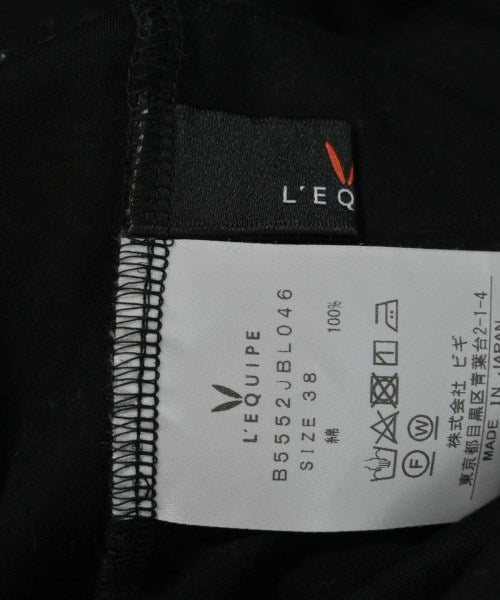 L'EQ
L'EQUIPE
B5552JBL046
SIZE 38
綿 100%
F W
株式会社 ビギ
東京都目黒区青葉台2-1-4
MADE IN JAPAN